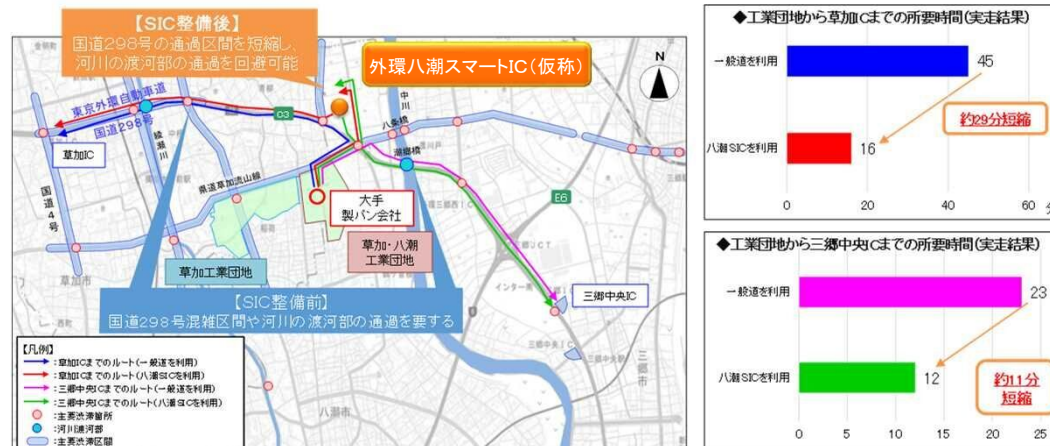 【SIC整備後】
国道298号の通過区間を短縮し、
河川の渡河部の通過を回避可能
外環八潮スマートIC(仮称)
N
東京外環自動車道
国道298号
C3
綾瀬川
中川
八条橋
潮郷橋
草加IC
国道4号
県道草加流山線
大手
製パン会社
E6
草加・八潮
工業団地
草加工業団地
三郷JCT
三郷中央IC
草加市
八潮市
三郷市
【SIC整備前】
国道298号混雑区間や河川の渡河部の通過を要する
【凡例】
:草加ICまでのルート(一般道を利用)
:草加ICまでのルート(八潮SICを利用)
:三郷中央ICまでのルート(一般道を利用)
:三郷中央ICまでのルート(八潮SICを利用)
:主要渋滞箇所
:河川渡河部
:主要渋滞区間
◆工業団地から草加ICまでの所要時間(実走結果)
一般道を利用
45
約29分短縮
八潮SICを利用
16
0 20 40 60 分
◆工業団地から三郷中央ICまでの所要時間(実走結果)
一般道を利用
23
八潮SICを利用
12
約11分
短縮
0 5 10 15 20 25